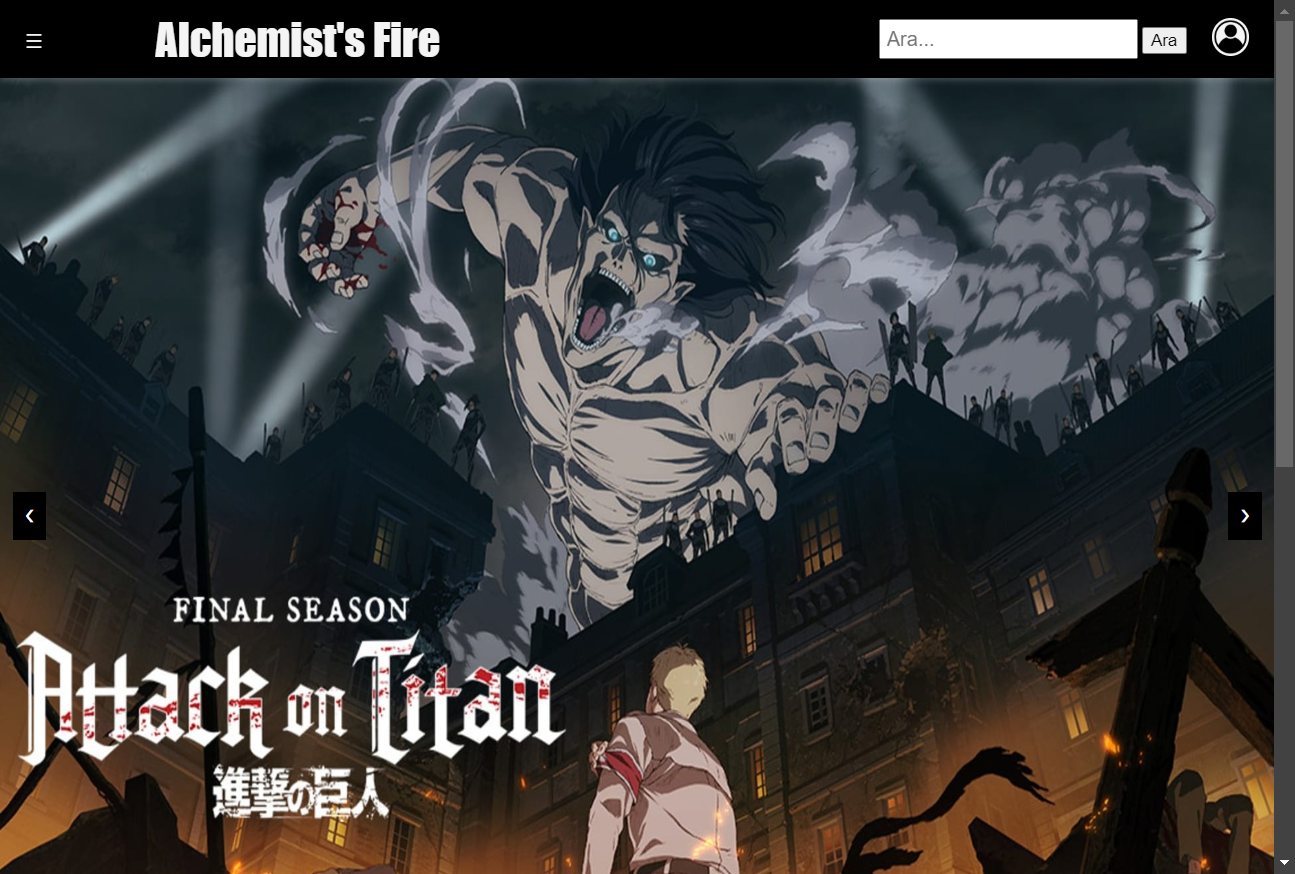 ☰
Alchemist's Fire
Ara...
Ara
❮
❯
FINAL SEASON
Attack on Titan
進撃の巨人